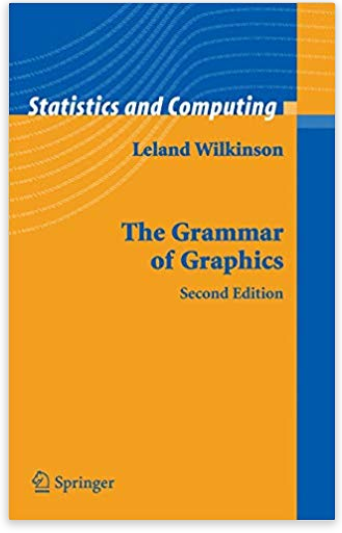 Statistics and Computing
Leland Wilkinson
The Grammar
of Graphics
Second Edition
Springer